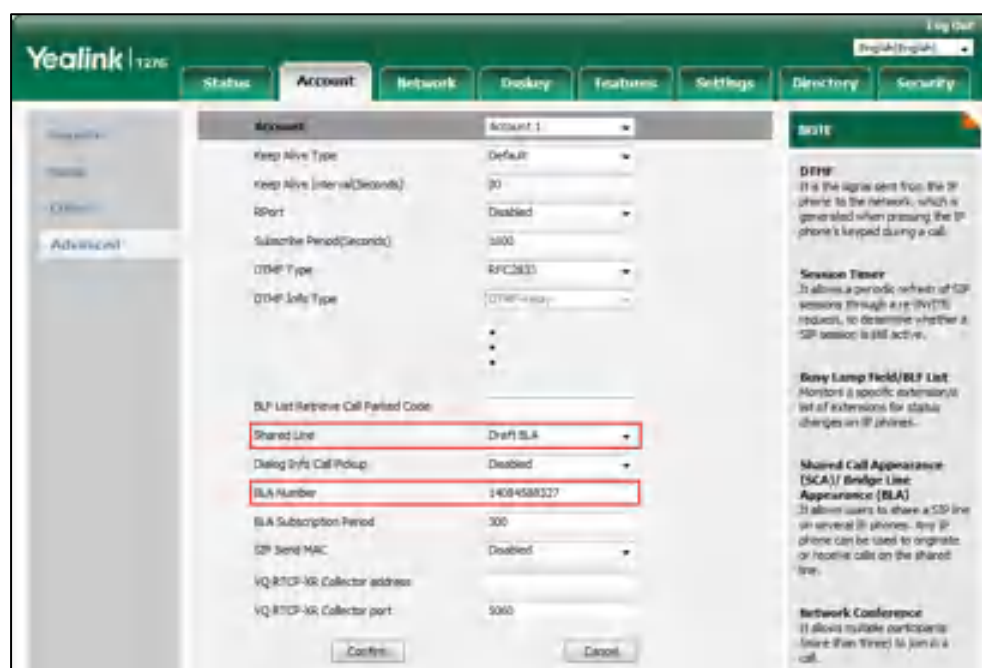 Log Out
English(English)
Yealink T27G
Status Account Network Dsskey Features Settings Directory Security
Register
Basic
Codec
Advanced
Account Account 1
Keep Alive Type Default
Keep Alive Interval(Seconds) 30
RPort Disabled
Subscribe Period(Seconds) 1800
DTMF Type RFC2833
DTMF Info Type DTMF-Relay
BLF List Retrieve Call Parked Code
Shared Line Draft BLA
Dialog Info Call Pickup Disabled
BLA Number 14084588327
BLA Subscription Period 300
SIP Send MAC Disabled
VQ RTCP-XR Collector address
VQ RTCP-XR Collector port 5060
Confirm Cancel
NOTE
DTMF
It is the signal sent from the IP
phone to the network, which is
generated when pressing the IP
phone's keypad during a call.
Session Timer
It allows a periodic refresh of SIP
sessions through a re-INVITE
request, to determine whether a
SIP session is still active.
Busy Lamp Field/BLF List
Monitors a specific extension/a
list of extensions for status
changes on IP phones.
Shared Call Appearance
(SCA)/ Bridge Line
Appearance (BLA)
It allows users to share a SIP line
on several IP phones. Any IP
phone can be used to originate
or receive calls on the shared
line.
Network Conference
It allows multiple participants
(more than three) to join in a
call.